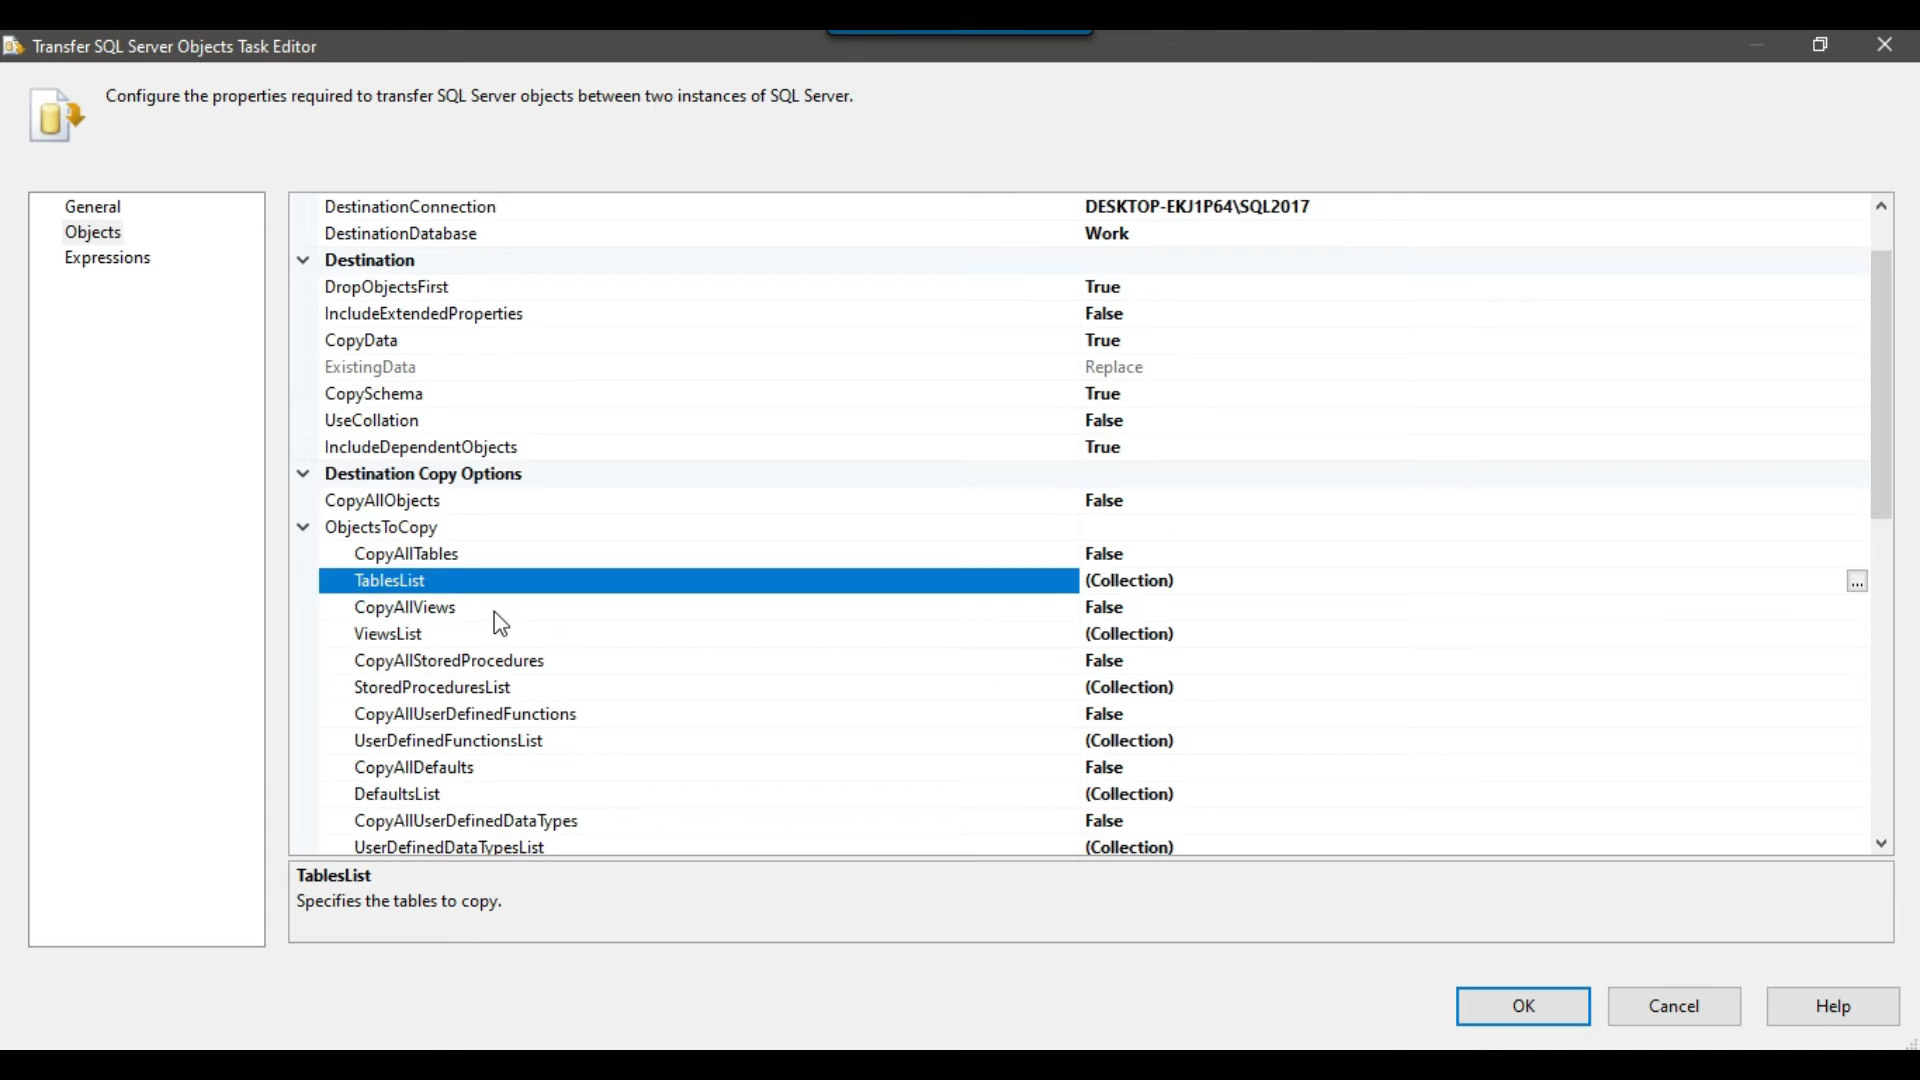 Transfer SQL Server Objects Task Editor
Configure the properties required to transfer SQL Server objects between two instances of SQL Server.
General
Objects
Expressions
DestinationConnection DESKTOP-EKJ1P64\SQL2017
DestinationDatabase Work
Destination
DropObjectsFirst True
IncludeExtendedProperties False
CopyData True
ExistingData Replace
CopySchema True
UseCollation False
IncludeDependentObjects True
Destination Copy Options
CopyAllObjects False
ObjectsToCopy
CopyAllTables False
TablesList (Collection) ...
CopyAllViews False
ViewsList (Collection)
CopyAllStoredProcedures False
StoredProceduresList (Collection)
CopyAllUserDefinedFunctions False
UserDefinedFunctionsList (Collection)
CopyAllDefaults False
DefaultsList (Collection)
CopyAllUserDefinedDataTypes False
UserDefinedDataTypesList (Collection)
TablesList
Specifies the tables to copy.
OK Cancel Help